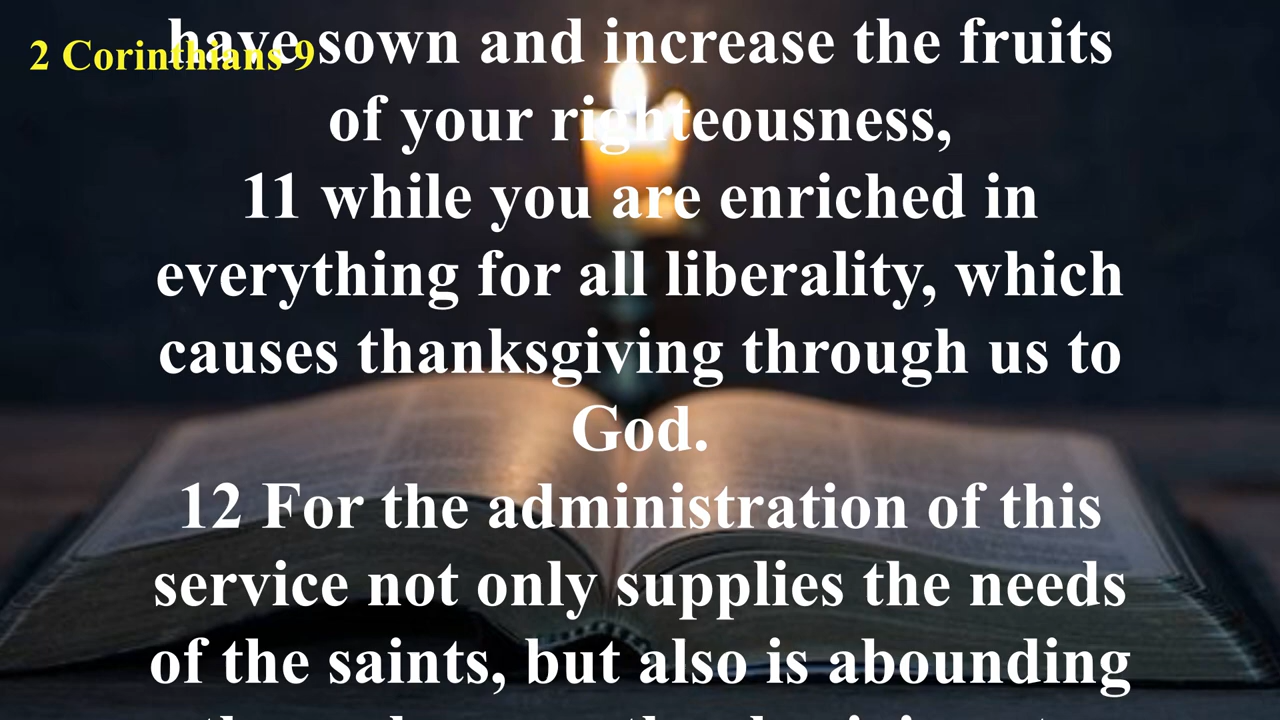 2 Corinthians 9
have sown and increase the fruits
of your righteousness,
11 while you are enriched in
everything for all liberality, which
causes thanksgiving through us to
God.
12 For the administration of this
service not only supplies the needs
of the saints, but also is abounding